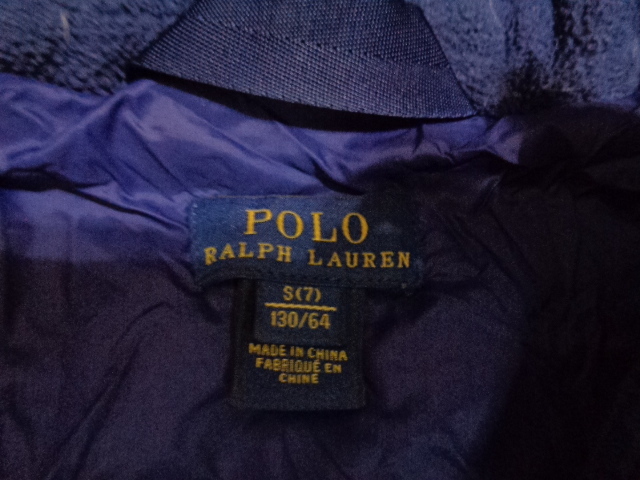 POLO
RALPH LAUREN
S(7)
130/64
MADE IN CHINA
FABRIQUÉ EN
CHINE